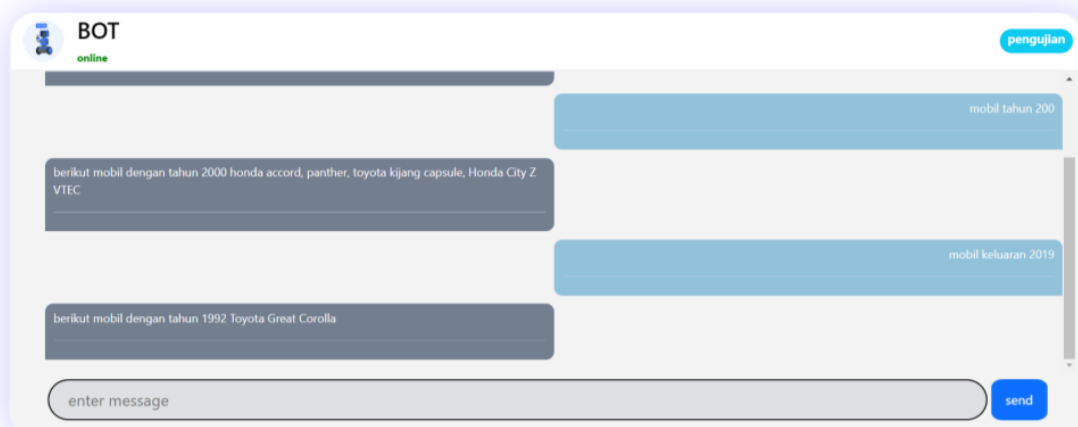 BOT
online
pengujian
mobil tahun 200
berikut mobil dengan tahun 2000 honda accord, panther, toyota kijang capsule, Honda City Z
VTEC
mobil keluaran 2019
berikut mobil dengan tahun 1992 Toyota Great Corolla
enter message
send